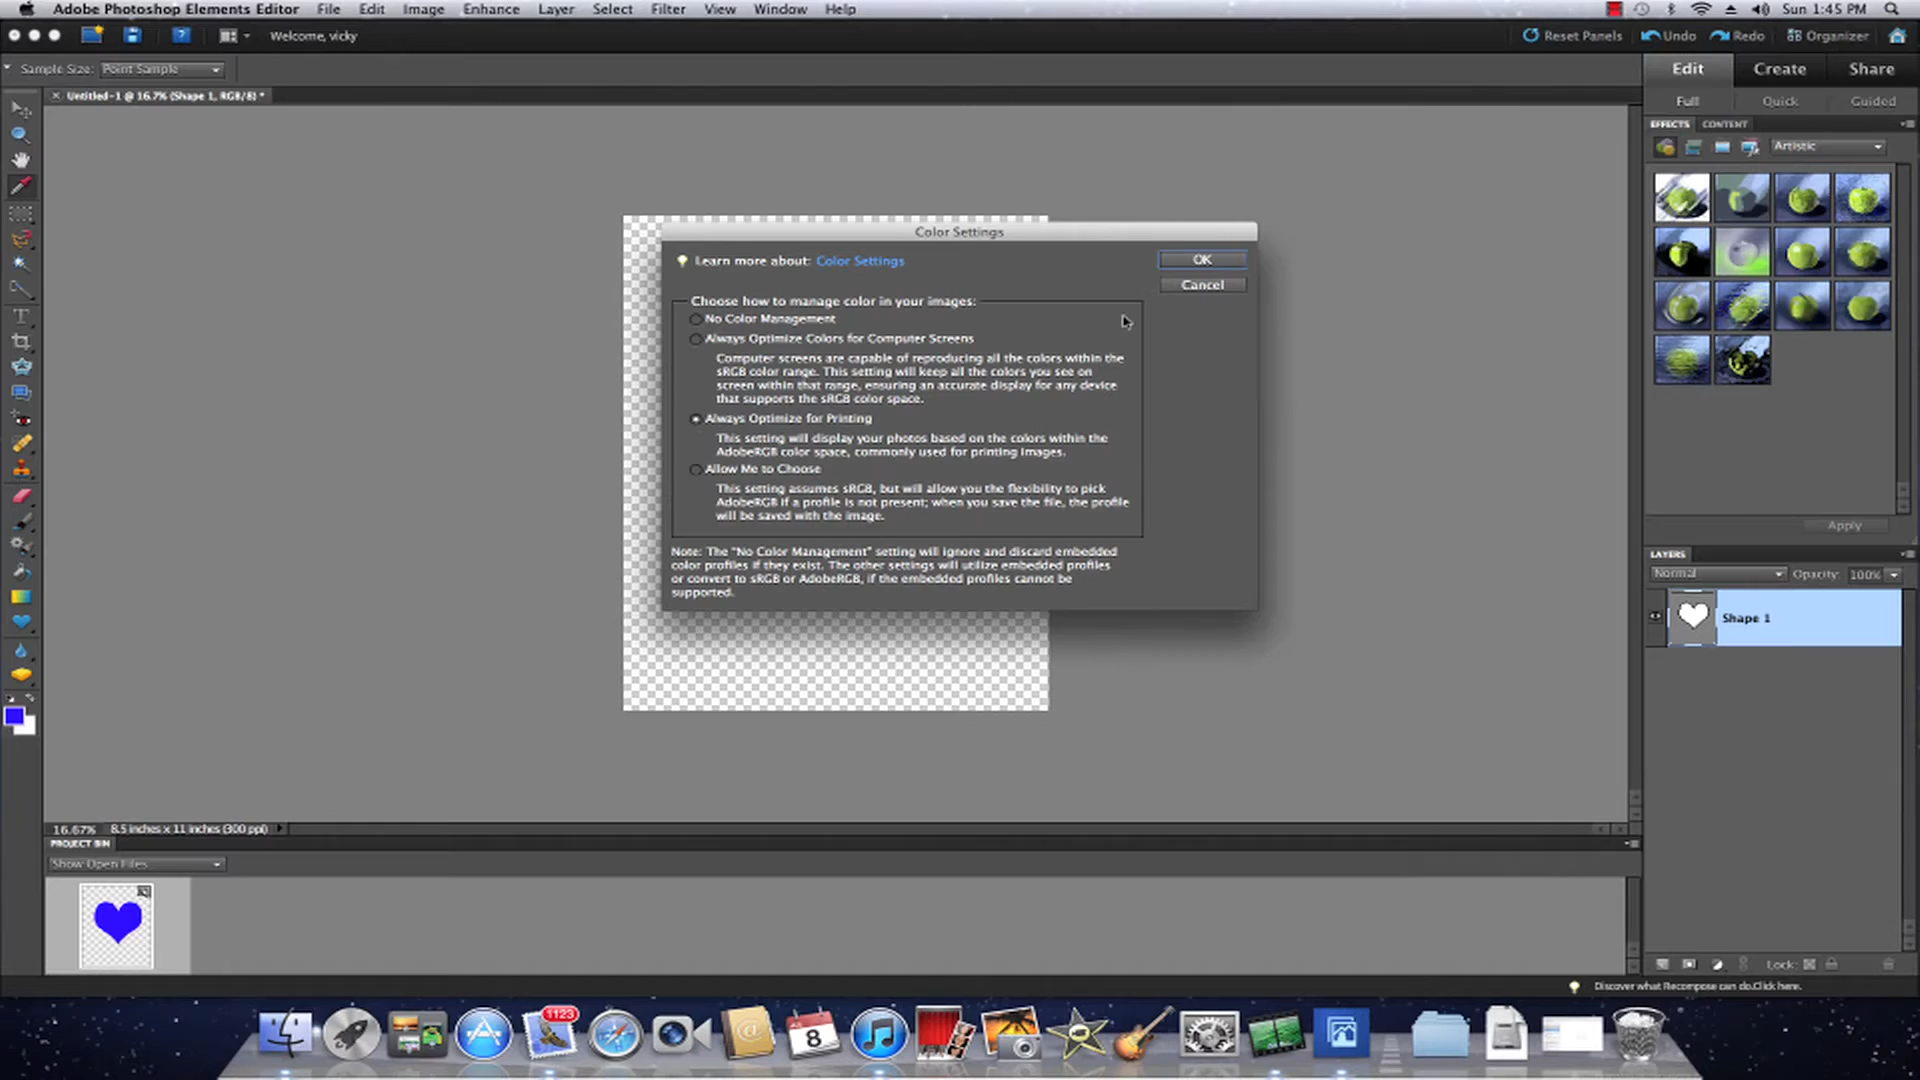 Adobe Photoshop Elements Editor File Edit Image Enhance Layer Select Filter View Window Help Sun 1:45 PM
Welcome, vicky Reset Panels Undo Redo Organizer
Sample Size: Point Sample
Edit Create Share
Untitled-1 @ 16.7% (Shape 1, RGB/8) *
Full Quick Guided
EFFECTS CONTENT
Artistic
Color Settings
Learn more about: Color Settings
OK
Cancel
Choose how to manage color in your images:
No Color Management
Always Optimize Colors for Computer Screens
Computer screens are capable of reproducing all the colors within the
sRGB color range. This setting will keep all the colors you see on
screen within that range, ensuring an accurate display for any device
that supports the sRGB color space.
Always Optimize for Printing
This setting will display your photos based on the colors within the
AdobeRGB color space, commonly used for printing images.
Allow Me to Choose
This setting assumes sRGB, but will allow you the flexibility to pick
AdobeRGB if a profile is not present; when you save the file, the profile
will be saved with the image.
Note: The "No Color Management" setting will ignore and discard embedded
color profiles if they exist. The other settings will utilize embedded profiles
or convert to sRGB or AdobeRGB, if the embedded profiles cannot be
supported.
Apply
LAYERS
Normal Opacity: 100%
Shape 1
16.67% 8.5 inches x 11 inches (300 ppi)
PROJECT BIN
Show Open Files
Lock:
Discover what Recompose can do.Click here.
1123
8